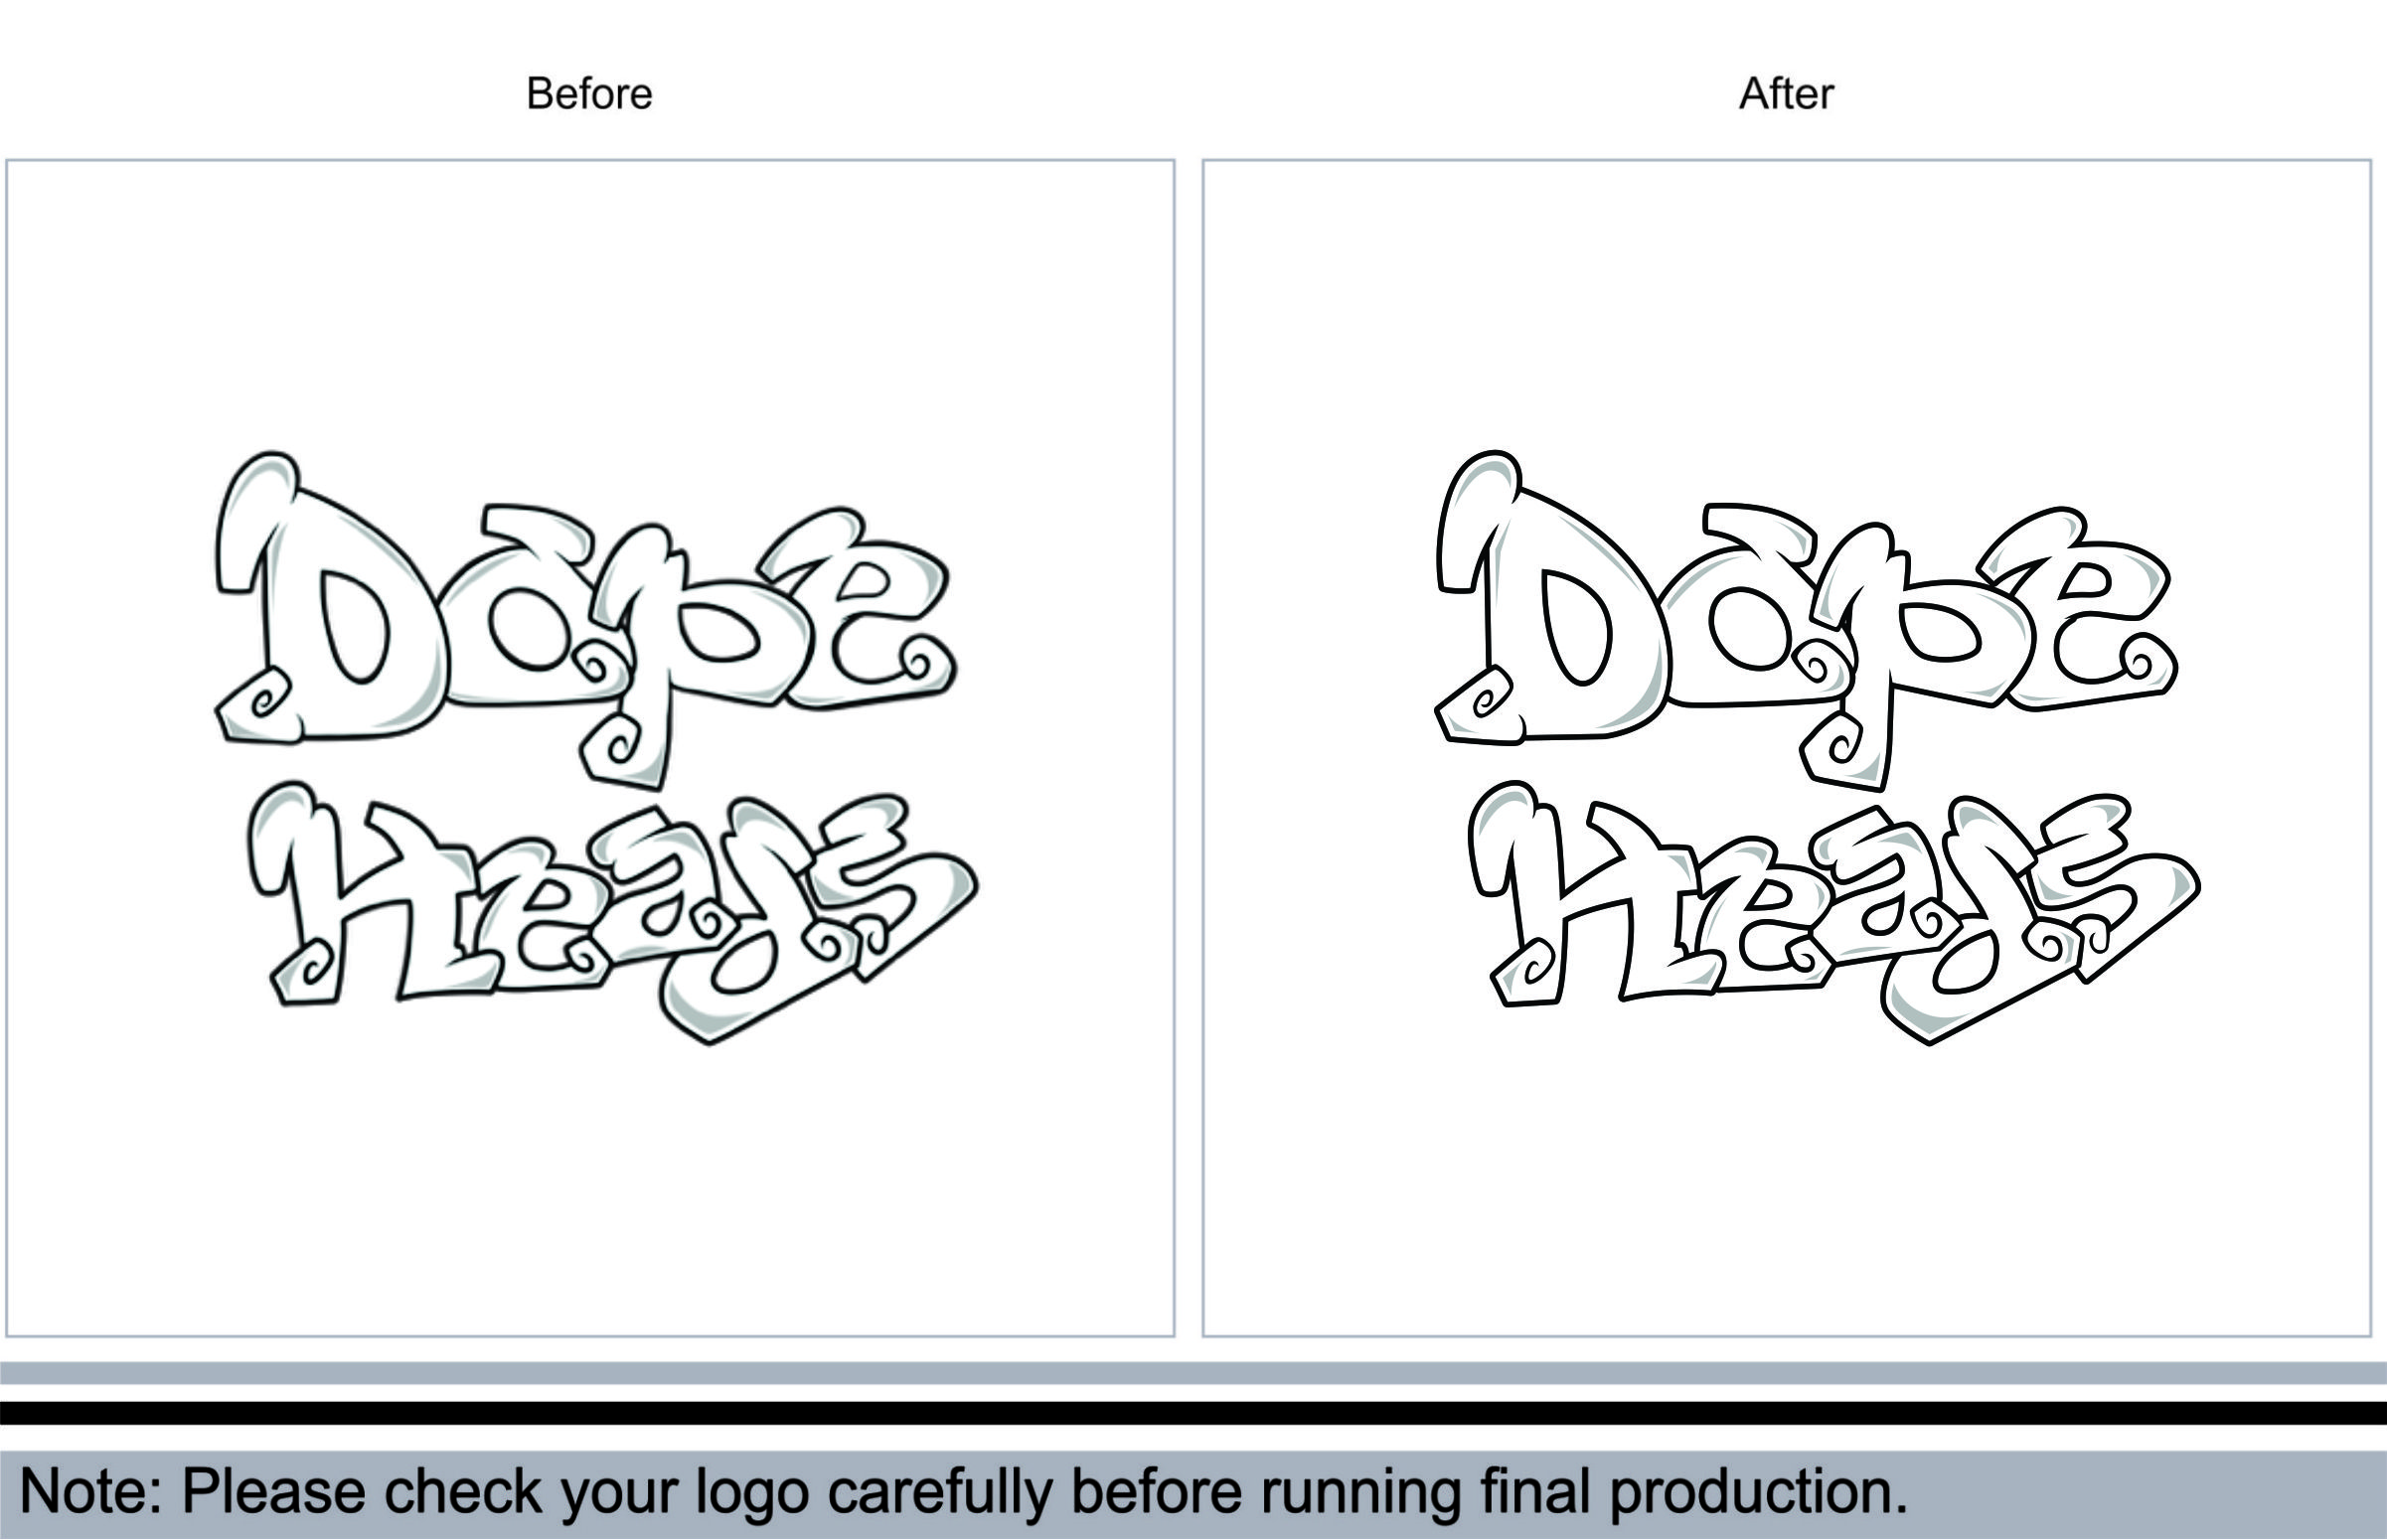 Before
Dope
Heads
After
Dope
Heads
Note: Please check your logo carefully before running final production.